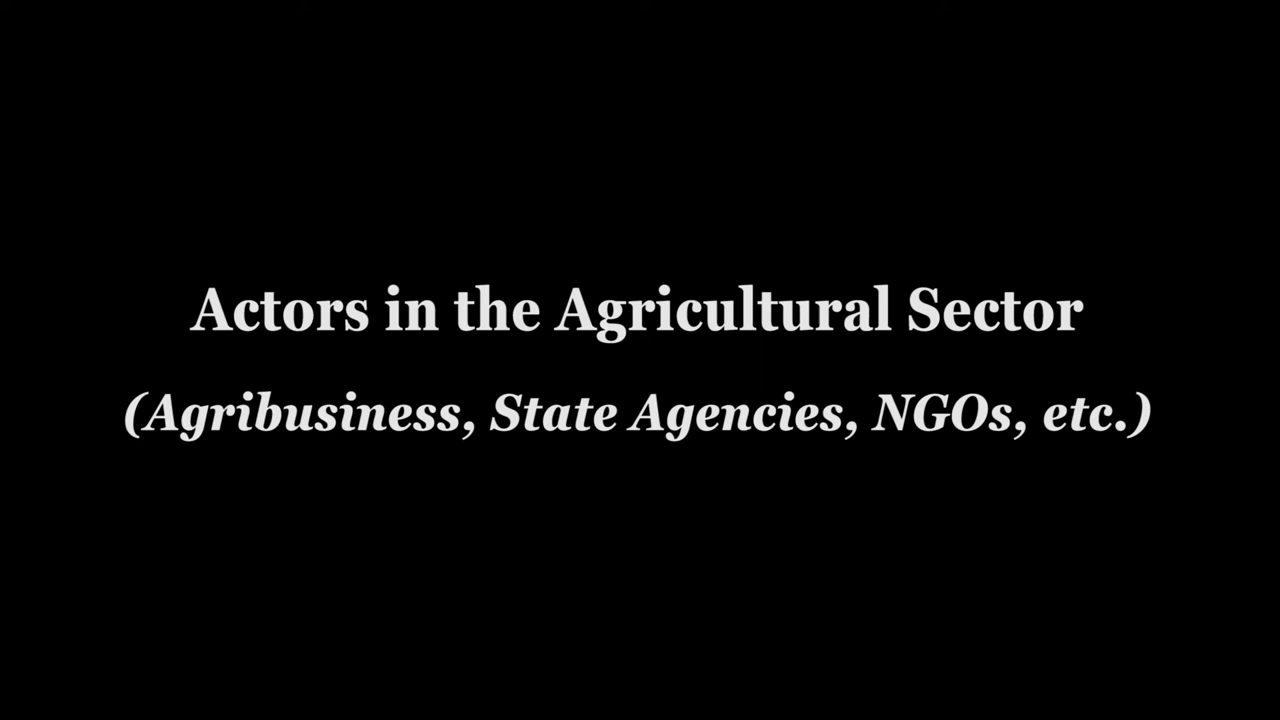 Actors in the Agricultural Sector
(Agribusiness, State Agencies, NGOs, etc.)